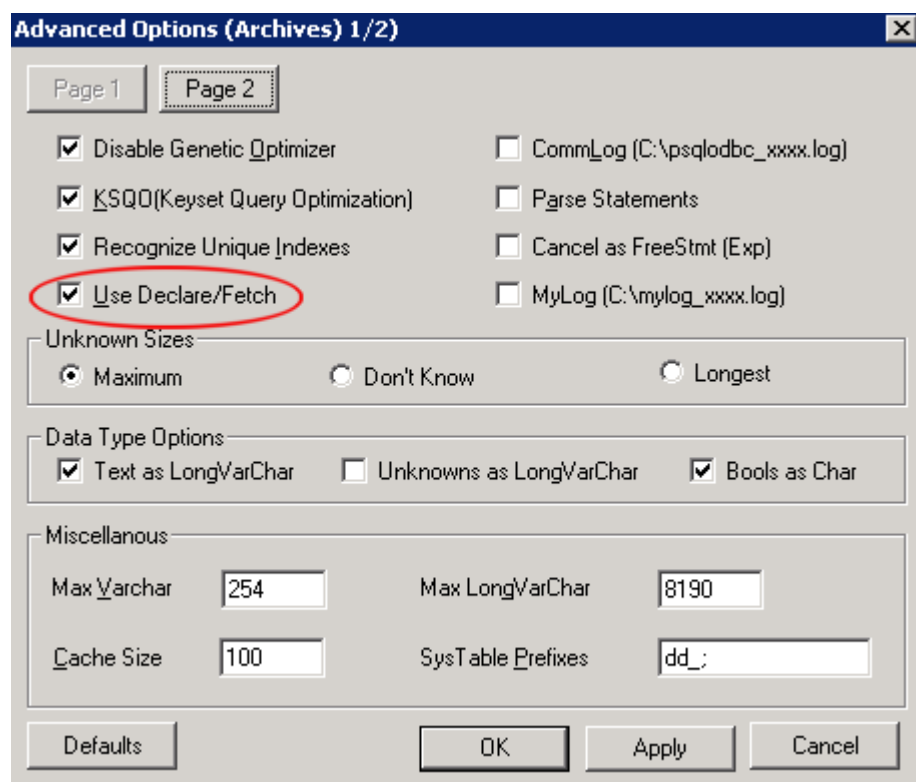 Advanced Options (Archives) 1/2)
Page 1 Page 2
Disable Genetic Optimizer CommLog (C:\psqlodbc_xxxx.log)
KSQO(Keyset Query Optimization) Parse Statements
Recognize Unique Indexes Cancel as FreeStmt (Exp)
Use Declare/Fetch MyLog (C:\mylog_xxxx.log)
Unknown Sizes
Maximum Don't Know Longest
Data Type Options
Text as LongVarChar Unknowns as LongVarChar Bools as Char
Miscellanous
Max Varchar 254 Max LongVarChar 8190
Cache Size 100 SysTable Prefixes dd_;
Defaults OK Apply Cancel